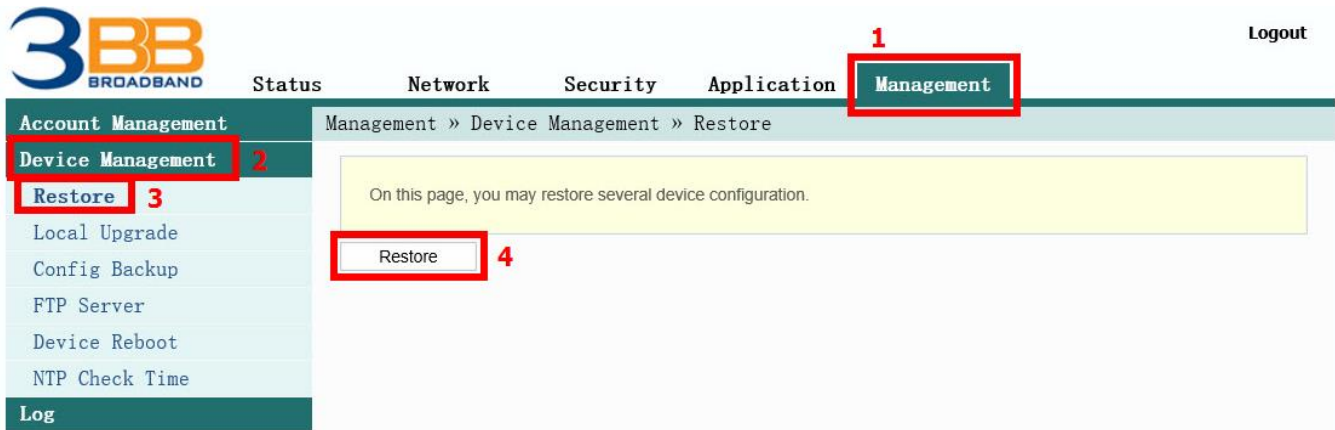 3BB
BROADBAND
Logout
1
Status Network Security Application Management
Account Management
Management » Device Management » Restore
Device Management 2
Restore 3
On this page, you may restore several device configuration.
Local Upgrade
Restore 4
Config Backup
FTP Server
Device Reboot
NTP Check Time
Log